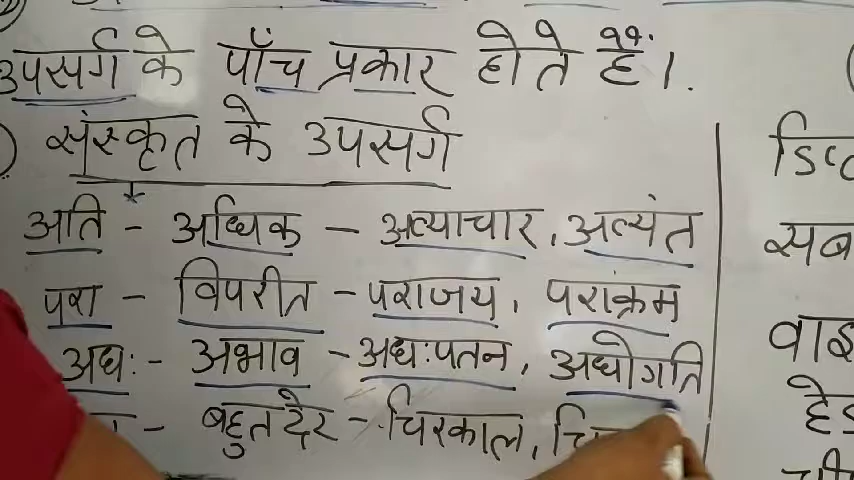 उपसर्ग के पाँच प्रकार होते हैं।
संस्कृत के उपसर्ग
अति - अधिक - अत्याचार, अत्यंत
परा - विपरीत - पराजय, पराक्रम
अधः - अभाव - अधःपतन, अधोगति
- बहुत देर - चिरकाल,
सब